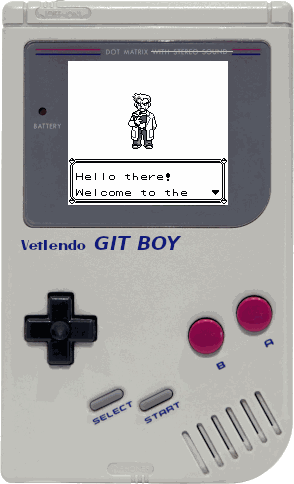 DOT MATRIX WITH STEREO SOUND
BATTERY
Hello there!
Welcome to the
Vetlendo GIT BOY
A
B
SELECT
START